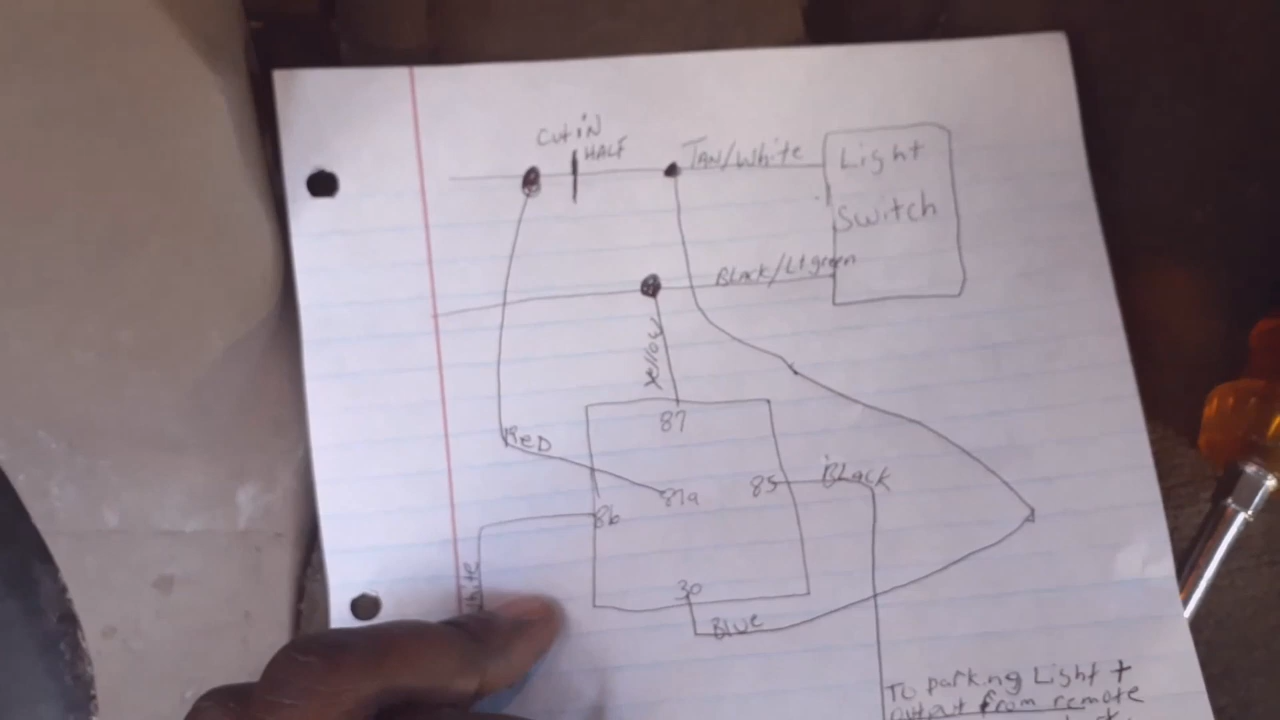 Cut iN
HALF
TAN/White
Light
Switch
BLack/Lt green
Yellow
87
ReD
87a
85
BLack
86
White
30
BLUe
To parking Light +
output from remote